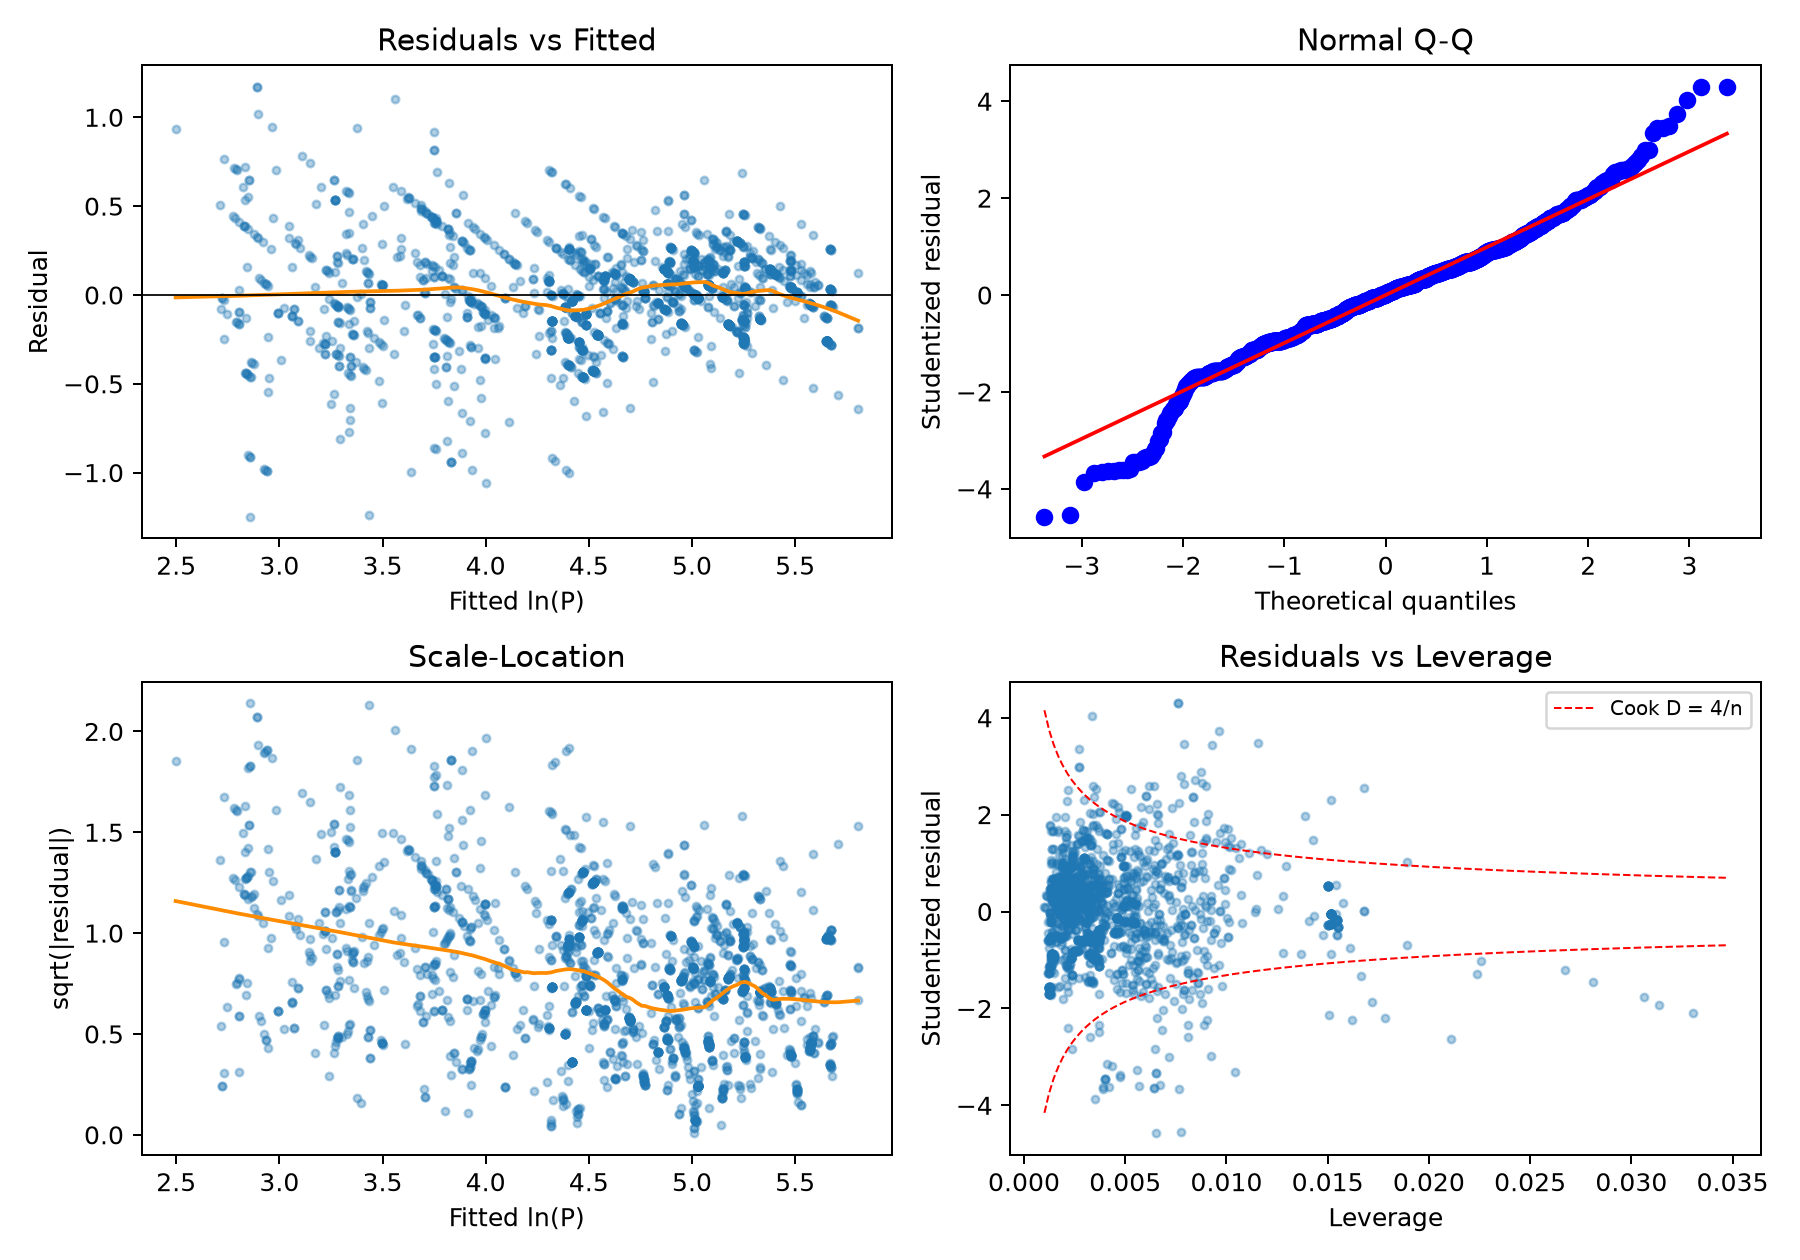 Residuals vs Fitted
1.0
0.5
0.0
−0.5
−1.0
Residual
2.5 3.0 3.5 4.0 4.5 5.0 5.5
Fitted ln(P)
Normal Q-Q
4
2
0
−2
−4
Studentized residual
−3 −2 −1 0 1 2 3
Theoretical quantiles
Scale-Location
2.0
1.5
1.0
0.5
0.0
sqrt(|residual|)
2.5 3.0 3.5 4.0 4.5 5.0 5.5
Fitted ln(P)
Residuals vs Leverage
Cook D = 4/n
4
2
0
−2
−4
Studentized residual
0.000 0.005 0.010 0.015 0.020 0.025 0.030 0.035
Leverage